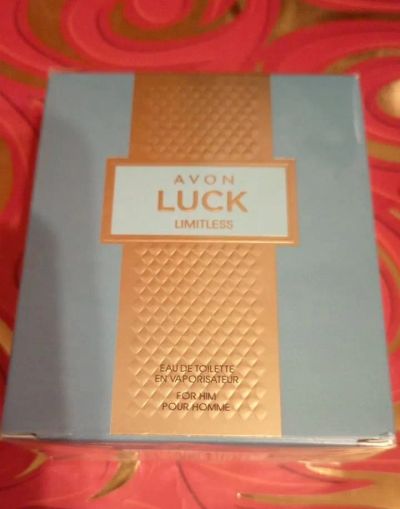 AVON
LUCK
LIMITLESS
EAU DE TOILETTE
EN VAPORISATEUR
FOR HIM
POUR HOMME